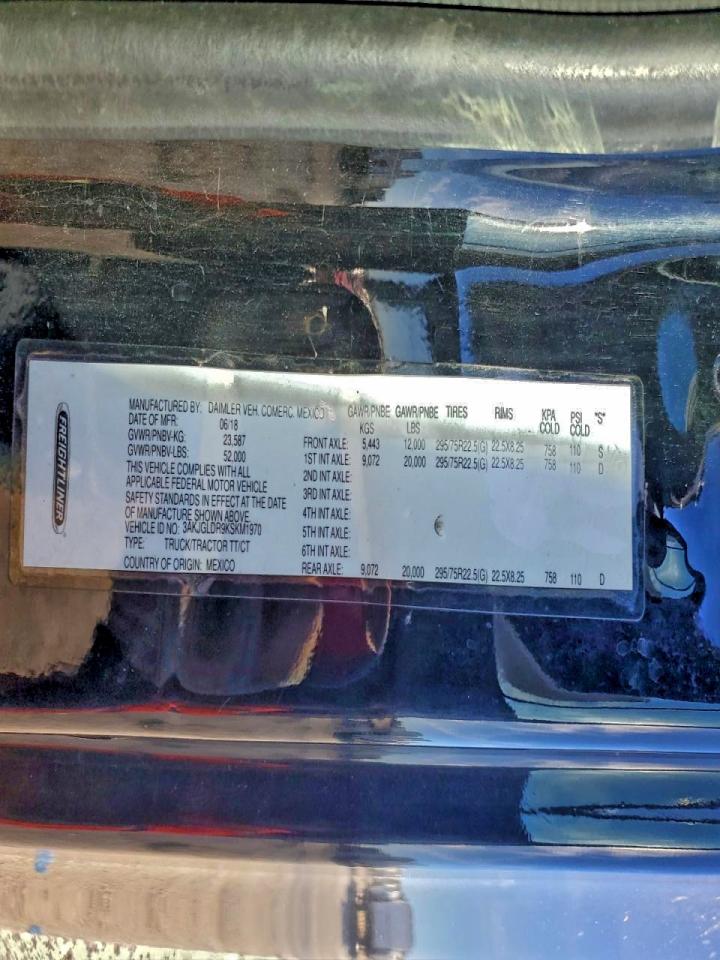 FREIGHTLINER
MANUFACTURED BY: DAIMLER VEH. COMERC. MEXICO
DATE OF MFR: 06/18
GVWR/PNBV-KG: 23,587
GVWR/PNBV-LBS: 52,000
THIS VEHICLE COMPLIES WITH ALL
APPLICABLE FEDERAL MOTOR VEHICLE
SAFETY STANDARDS IN EFFECT AT THE DATE
OF MANUFACTURE SHOWN ABOVE
VEHICLE ID NO: 3AKJGLDR9KSKM1970
TYPE: TRUCK/TRACTOR TT/CT
COUNTRY OF ORIGIN: MEXICO
GAWR/PNBE KGS GAWR/PNBE LBS TIRES RIMS KPA COLD PSI COLD *S*
FRONT AXLE: 5,443 12,000 295/75R22.5(G) 22.5X8.25 758 110 S
1ST INT AXLE: 9,072 20,000 295/75R22.5(G) 22.5X8.25 758 110 D
2ND INT AXLE:
3RD INT AXLE:
4TH INT AXLE:
5TH INT AXLE:
6TH INT AXLE:
REAR AXLE: 9,072 20,000 295/75R22.5(G) 22.5X8.25 758 110 D